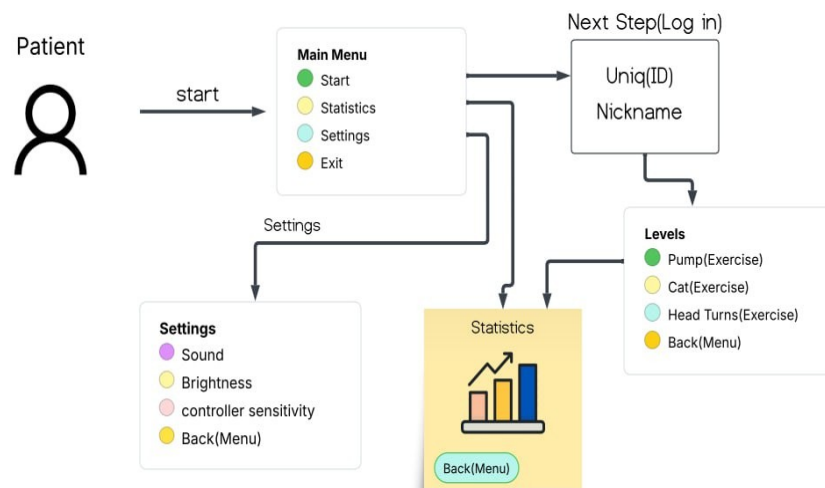 Patient
start
Main Menu
Start
Statistics
Settings
Exit
Next Step(Log in)
Uniq(ID)
Nickname
Settings
Levels
Pump(Exercise)
Cat(Exercise)
Head Turns(Exercise)
Back(Menu)
Settings
Sound
Brightness
controller sensitivity
Back(Menu)
Statistics
Back(Menu)